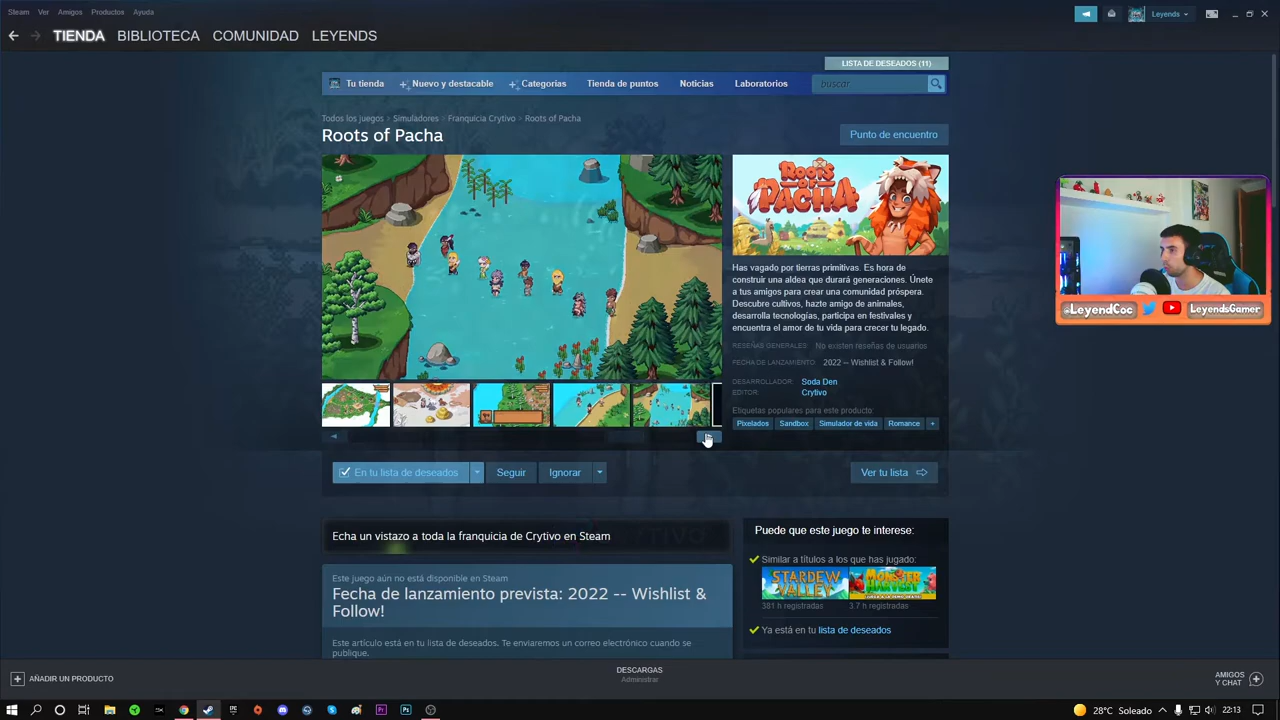 Steam Ver Amigos Productos Ayuda
Leyends
TIENDA BIBLIOTECA COMUNIDAD LEYENDS
LISTA DE DESEADOS (11)
Tu tienda Nuevo y destacable Categorías Tienda de puntos Noticias Laboratorios buscar
Todos los juegos > Simuladores > Franquicia Crytivo > Roots of Pacha
Roots of Pacha
Punto de encuentro
ROOTS OF PACHA
Has vagado por tierras primitivas. Es hora de
construir una aldea que durará generaciones. Únete
a tus amigos para crear una comunidad próspera.
Descubre cultivos, hazte amigo de animales,
desarrolla tecnologías, participa en festivales y
encuentra el amor de tu vida para crecer tu legado.
RESEÑAS GENERALES: No existen reseñas de usuarios
FECHA DE LANZAMIENTO: 2022 -- Wishlist & Follow!
DESARROLLADOR: Soda Den
EDITOR: Crytivo
Etiquetas populares para este producto:
Pixelados Sandbox Simulador de vida Romance +
@LeyendCoc LeyendsGamer
En tu lista de deseados Seguir Ignorar Ver tu lista
Echa un vistazo a toda la franquicia de Crytivo en Steam
Este juego aún no está disponible en Steam
Fecha de lanzamiento prevista: 2022 -- Wishlist &
Follow!
Este artículo está en tu lista de deseados. Te enviaremos un correo electrónico cuando se
publique.
Puede que este juego te interese:
Similar a títulos a los que has jugado:
STARDEW VALLEY MONSTER HARVEST
381 h registradas 3.7 h registradas
Ya está en tu lista de deseados
AÑADIR UN PRODUCTO
DESCARGAS
Administrar
AMIGOS
Y CHAT
28°C Soleado 22:13